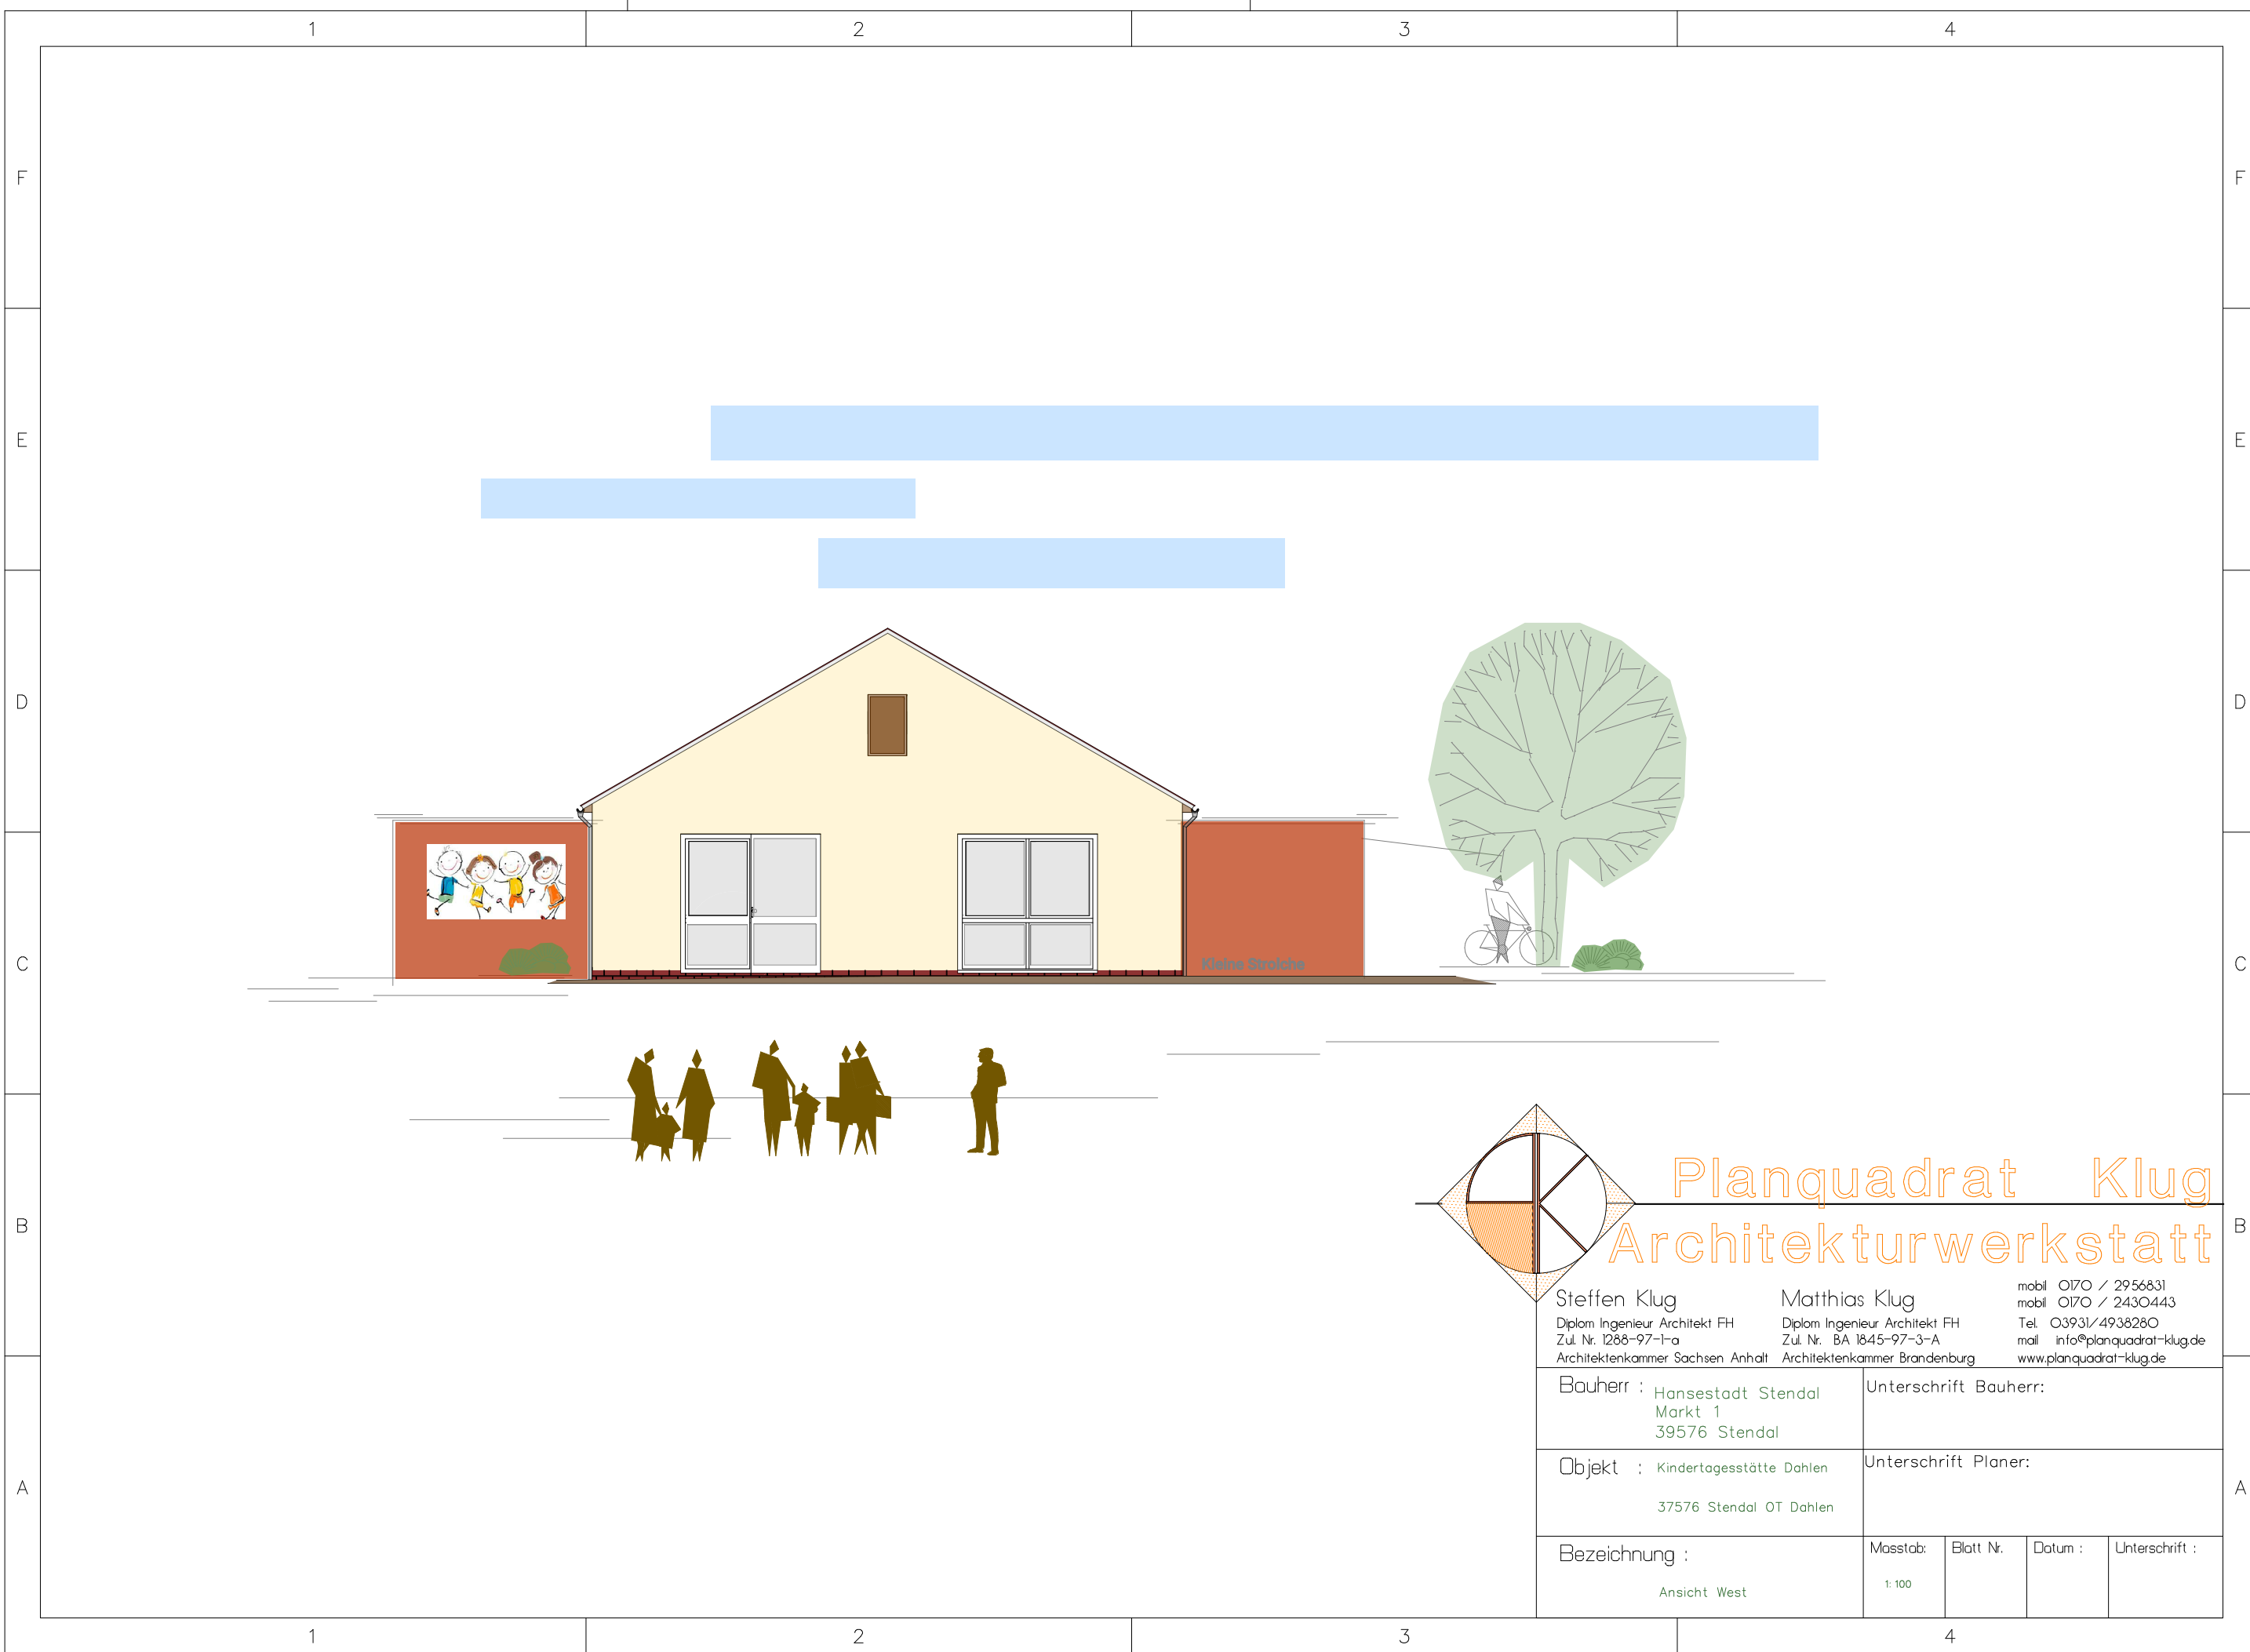 1 2 3 4
F F
E E
D D
C C
Kleine Strolche
B B
Planquadrat Klug
Architekturwerkstatt
Steffen Klug
Diplom Ingenieur Architekt FH
Zul. Nr. 1288-97-1-a
Architektenkammer Sachsen Anhalt
Matthias Klug
Diplom Ingenieur Architekt FH
Zul. Nr. BA 1845-97-3-A
Architektenkammer Brandenburg
mobil 0170 / 2956831
mobil 0170 / 2430443
Tel. 03931/4938280
mail info@planquadrat-klug.de
www.planquadrat-klug.de
Bauherr : Hansestadt Stendal
Markt 1
39576 Stendal
Unterschrift Bauherr:
Objekt : Kindertagesstätte Dahlen
37576 Stendal OT Dahlen
Unterschrift Planer:
A A
Bezeichnung :
Ansicht West
Masstab:
1: 100
Blatt Nr.
Datum :
Unterschrift :
1 2 3 4